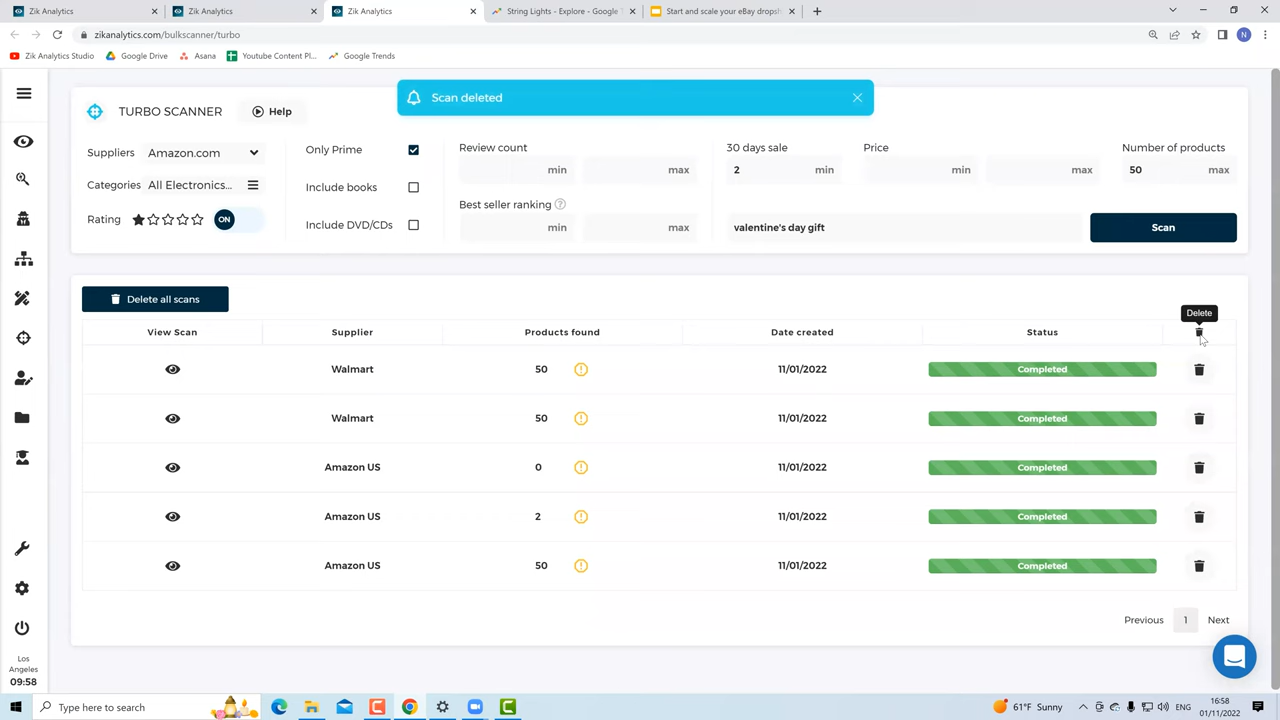 Zik Analytics
Zik Analytics
Zik Analytics
String Lights - Explore - Google T
Start and scale your eBay dropsh
zikanalytics.com/bulkscanner/turbo
N
Zik Analytics Studio
Google Drive
Asana
Youtube Content Pl...
Google Trends
Scan deleted
TURBO SCANNER
Help
Suppliers
Amazon.com
Only Prime
Review count
min
max
30 days sale
2
min
Price
min
max
Number of products
50
max
Categories
All Electronics...
Include books
Best seller ranking
min
max
Rating
ON
Include DVD/CDs
valentine's day gift
Scan
Delete all scans
Delete
View Scan Supplier Products found Date created Status
Walmart 50 11/01/2022 Completed
Walmart 50 11/01/2022 Completed
Amazon US 0 11/01/2022 Completed
Amazon US 2 11/01/2022 Completed
Amazon US 50 11/01/2022 Completed
Previous 1 Next
Los
Angeles
09:58
Type here to search
61°F Sunny
ENG
16:58
01/11/2022